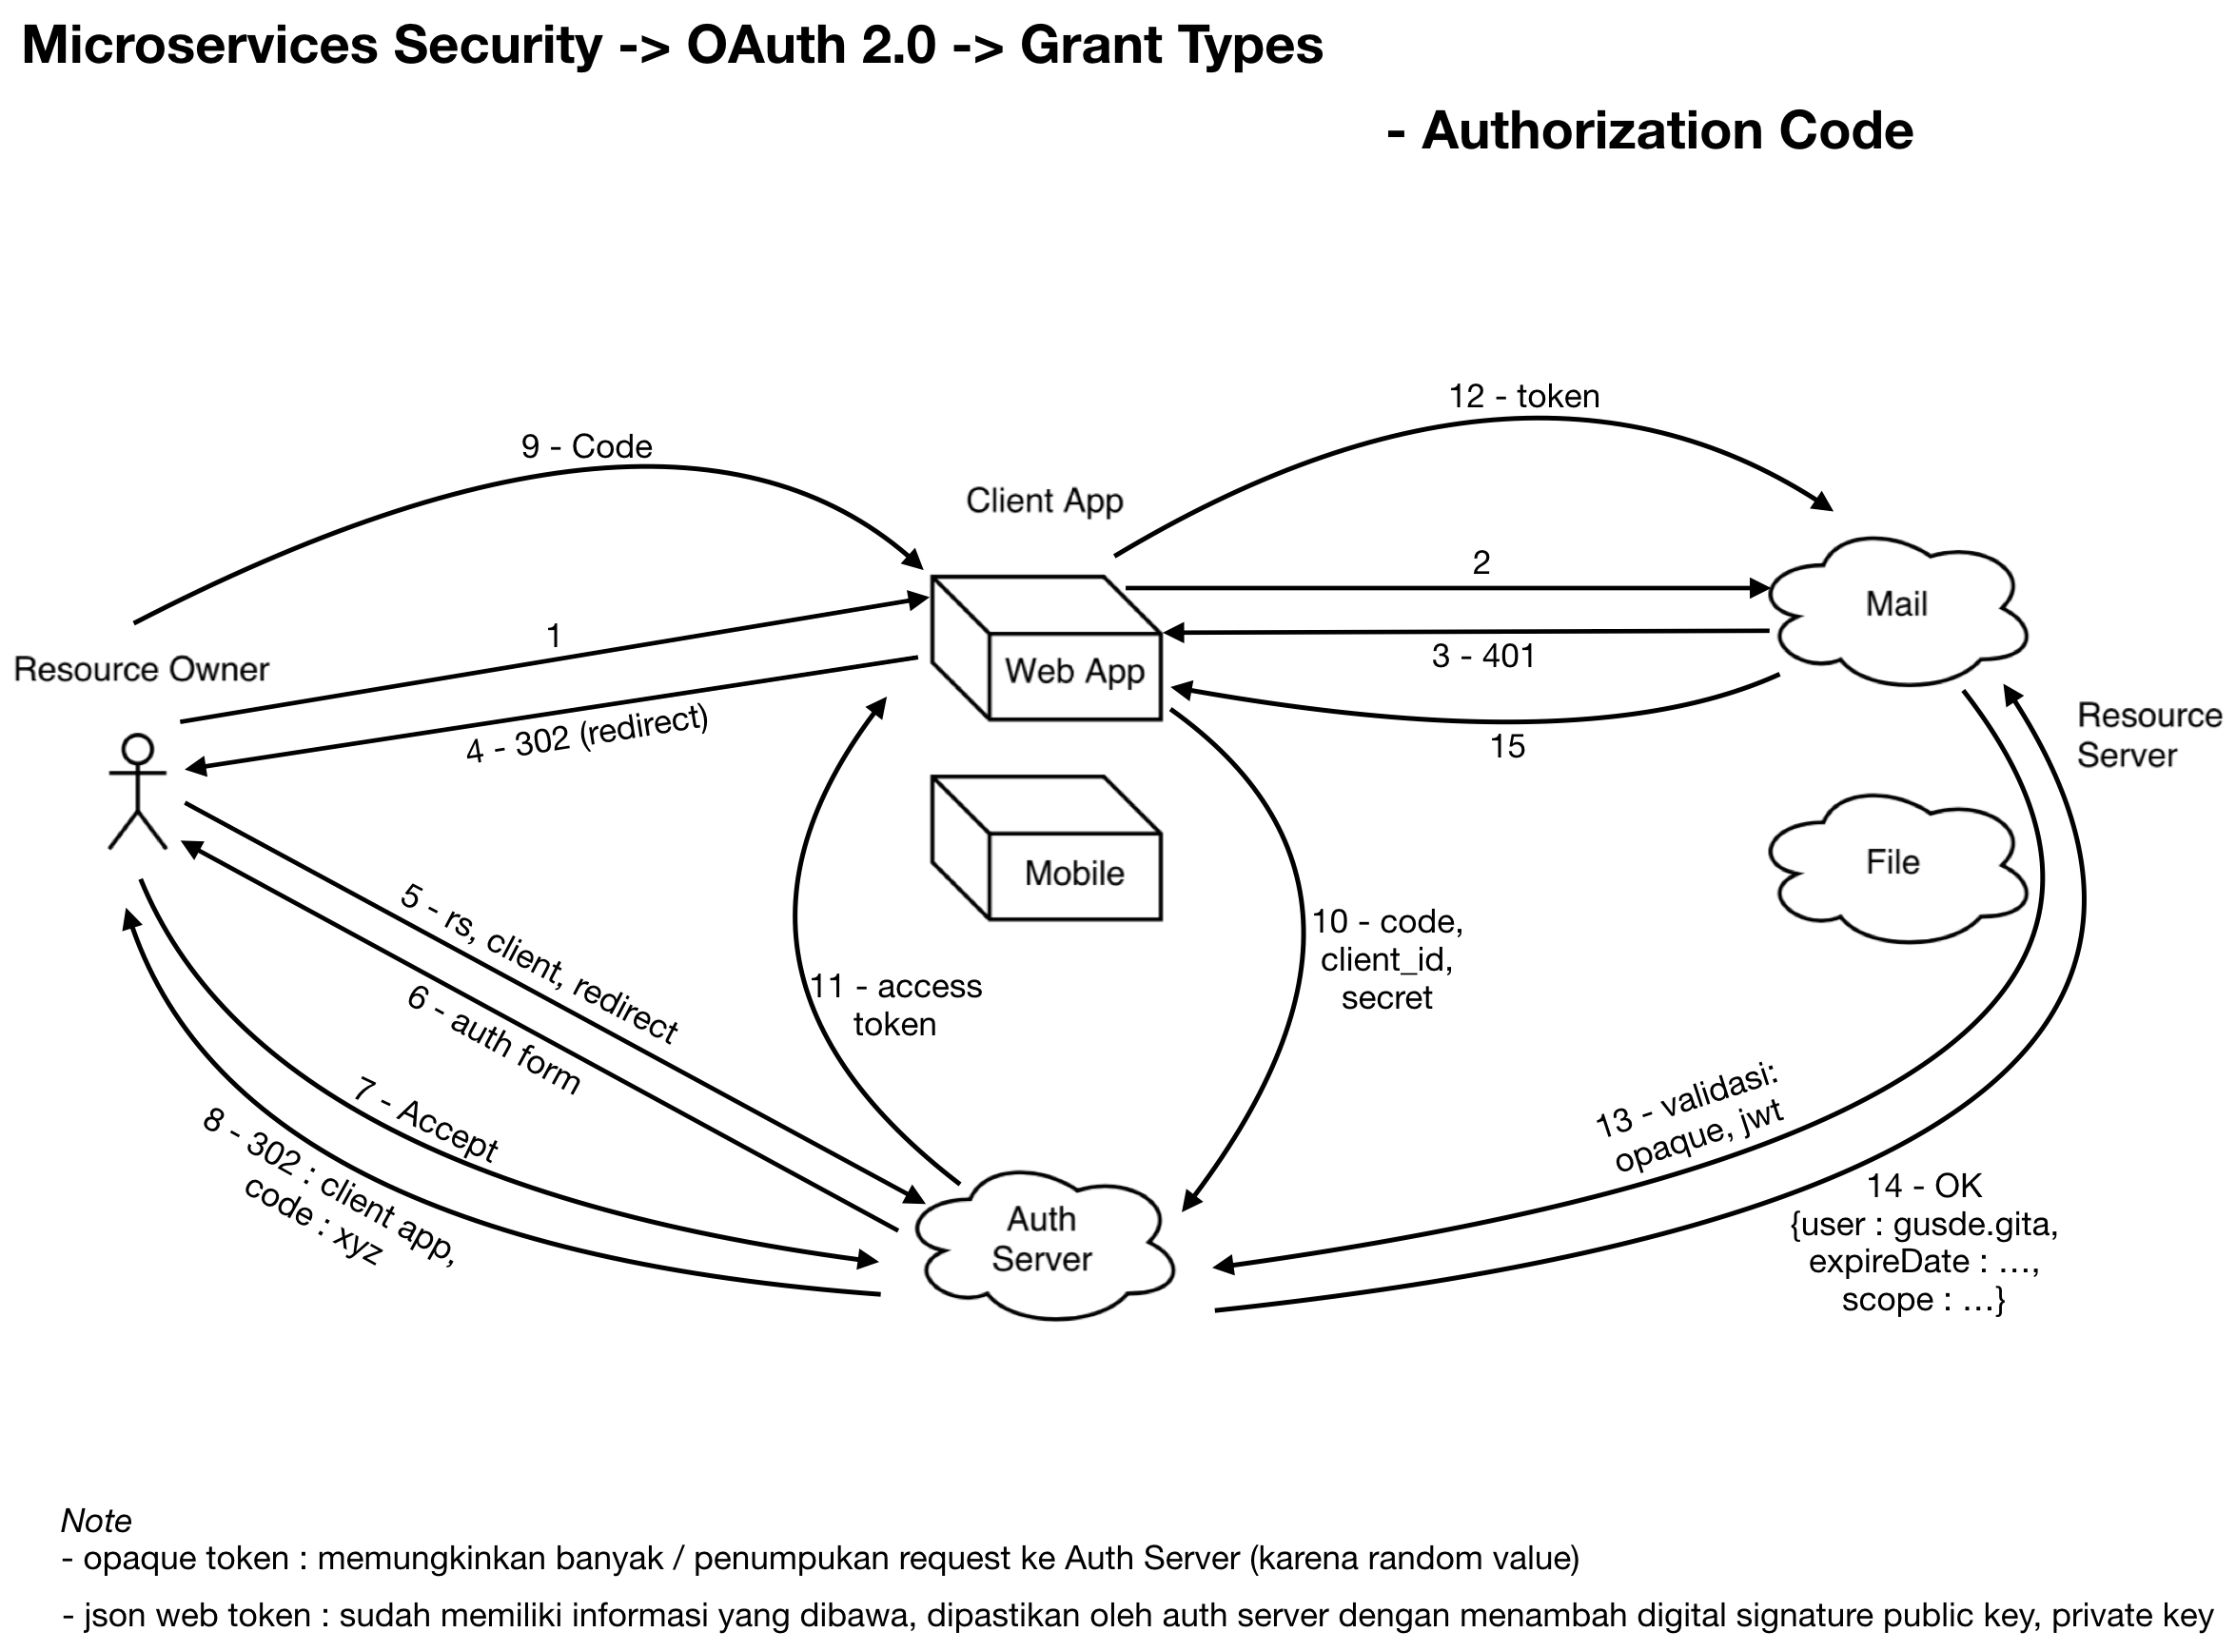 Microservices Security -> OAuth 2.0 -> Grant Types
- Authorization Code
12 - token
9 - Code
Client App
2
Mail
1
3 - 401
Resource Owner
Web App
4 - 302 (redirect)
15
Resource
Server
File
Mobile
5 - rs, client, redirect
10 - code,
client_id,
secret
11 - access
token
6 - auth form
7 - Accept
13 - validasi:
opaque, jwt
8 - 302 : client app,
code : xyz
Auth
Server
14 - OK
{user : gusde.gita,
expireDate : ...,
scope : ...}
Note
- opaque token : memungkinkan banyak / penumpukan request ke Auth Server (karena random value)
- json web token : sudah memiliki informasi yang dibawa, dipastikan oleh auth server dengan menambah digital signature public key, private key